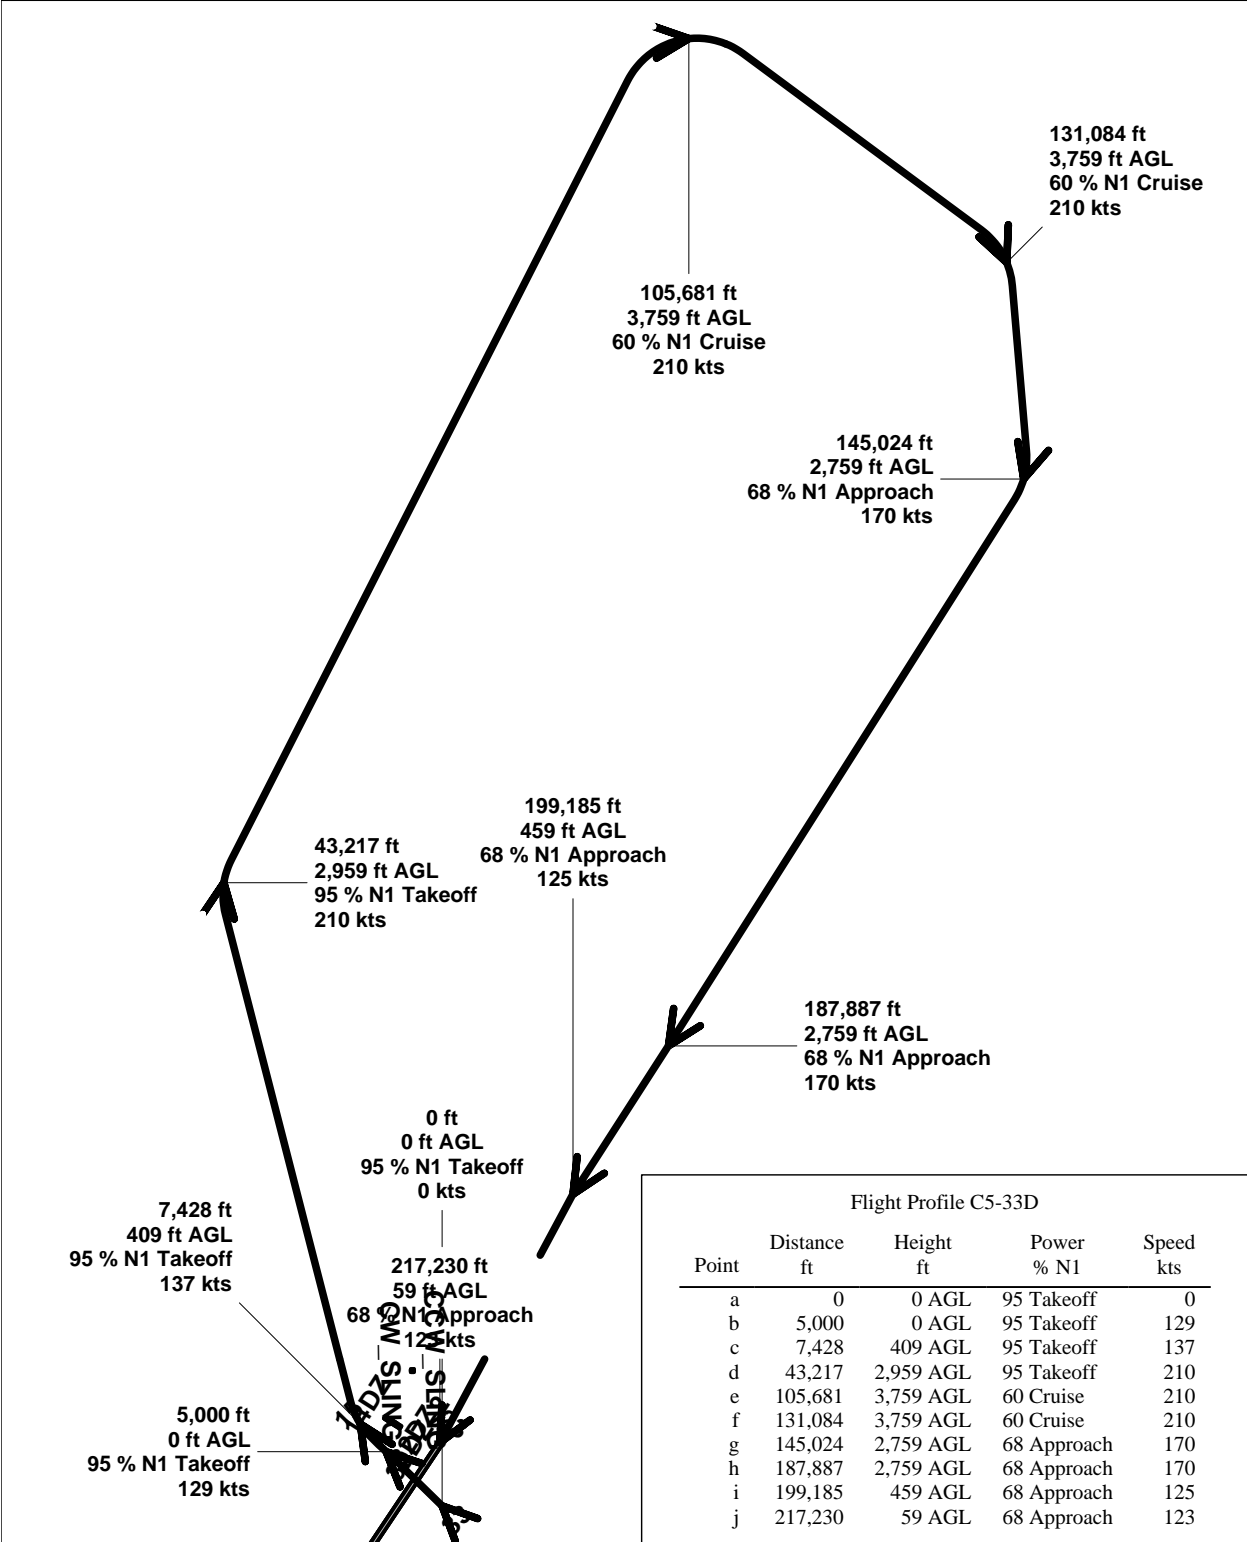 131,084 ft
3,759 ft AGL
60 % N1 Cruise
210 kts
105,681 ft
3,759 ft AGL
60 % N1 Cruise
210 kts
145,024 ft
2,759 ft AGL
68 % N1 Approach
170 kts
199,185 ft
459 ft AGL
68 % N1 Approach
125 kts
43,217 ft
2,959 ft AGL
95 % N1 Takeoff
210 kts
187,887 ft
2,759 ft AGL
68 % N1 Approach
170 kts
0 ft
0 ft AGL
95 % N1 Takeoff
0 kts
7,428 ft
409 ft AGL
95 % N1 Takeoff
137 kts
217,230 ft
59 ft AGL
68 % N1 Approach
123 kts
CW SLING
CCW SLING
5,000 ft
0 ft AGL
95 % N1 Takeoff
129 kts
Flight Profile C5-33D
Point Distance ft Height ft Power % N1 Speed kts
a 0 0 AGL 95 Takeoff 0
b 5,000 0 AGL 95 Takeoff 129
c 7,428 409 AGL 95 Takeoff 137
d 43,217 2,959 AGL 95 Takeoff 210
e 105,681 3,759 AGL 60 Cruise 210
f 131,084 3,759 AGL 60 Cruise 210
g 145,024 2,759 AGL 68 Approach 170
h 187,887 2,759 AGL 68 Approach 170
i 199,185 459 AGL 68 Approach 125
j 217,230 59 AGL 68 Approach 123